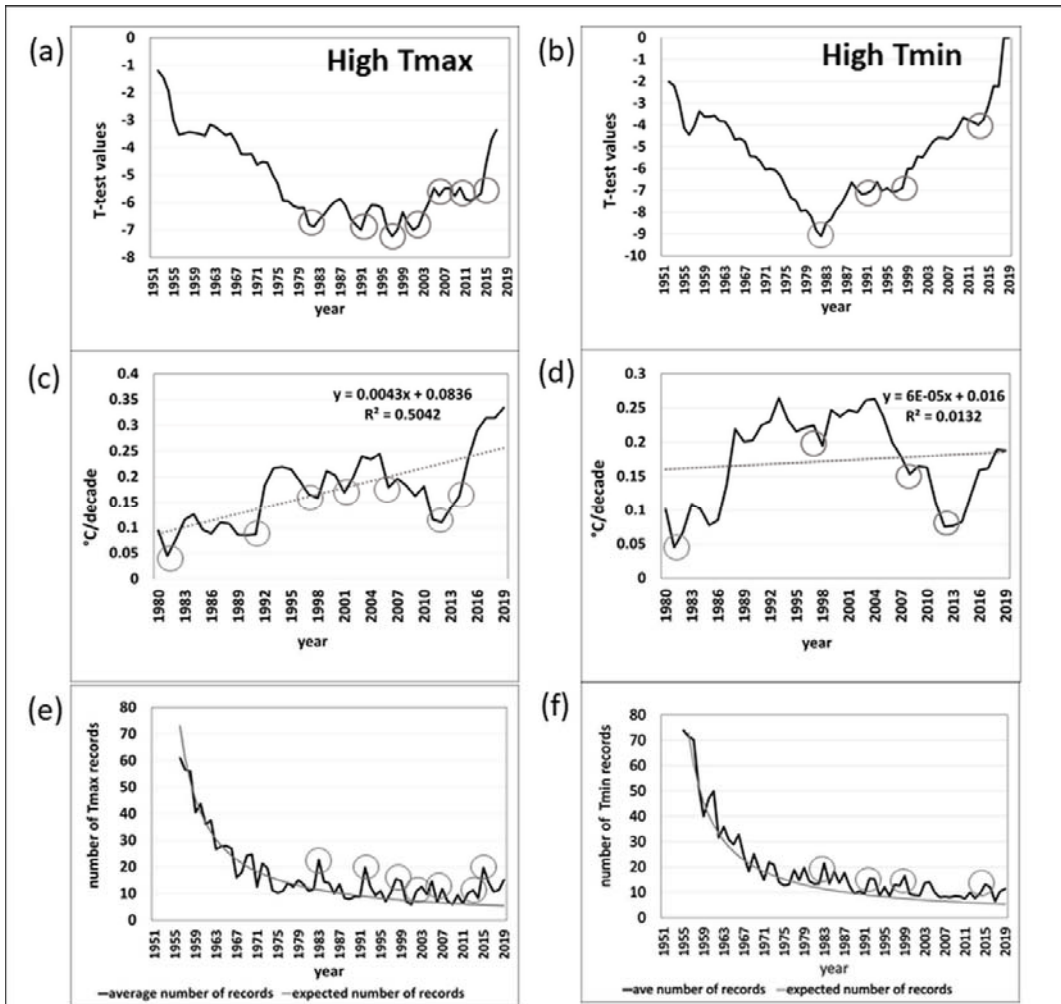 (a)
High Tmax
T-test values
0
-1
-2
-3
-4
-5
-6
-7
-8
1951 1955 1959 1963 1967 1971 1975 1979 1983 1987 1991 1995 1999 2003 2007 2011 2015 2019
year
(b)
High Tmin
T-test values
0
-1
-2
-3
-4
-5
-6
-7
-8
-9
-10
1951 1955 1959 1963 1967 1971 1975 1979 1983 1987 1991 1995 1999 2003 2007 2011 2015 2019
year
(c)
y = 0.0043x + 0.0836
R² = 0.5042
°C/decade
0.4
0.35
0.3
0.25
0.2
0.15
0.1
0.05
0
1980 1983 1986 1989 1992 1995 1998 2001 2004 2007 2010 2013 2016 2019
year
(d)
y = 6E-05x + 0.016
R² = 0.0132
°C/decade
0.3
0.25
0.2
0.15
0.1
0.05
0
1980 1983 1986 1989 1992 1995 1998 2001 2004 2007 2010 2013 2016 2019
year
(e)
number of Tmax records
80
70
60
50
40
30
20
10
0
1951 1955 1959 1963 1967 1971 1975 1979 1983 1987 1991 1995 1999 2003 2007 2011 2015 2019
year
average number of records expected number of records
(f)
number of Tmin records
80
70
60
50
40
30
20
10
0
1951 1955 1959 1963 1967 1971 1975 1979 1983 1987 1991 1995 1999 2003 2007 2011 2015 2019
year
ave number of records expected number of records